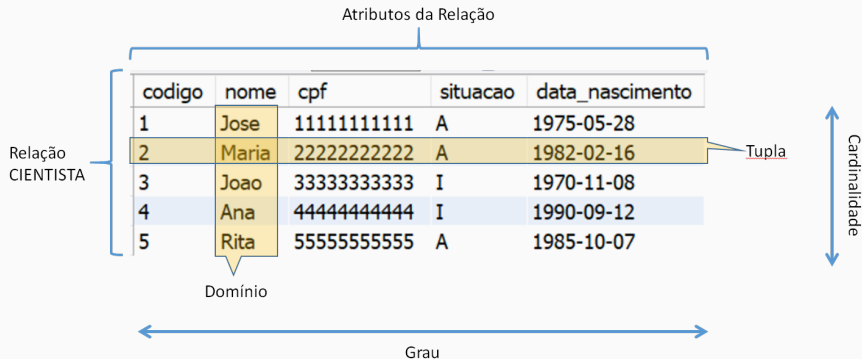 Atributos da Relação
codigo nome cpf situacao data_nascimento
1 Jose 11111111111 A 1975-05-28
2 Maria 22222222222 A 1982-02-16
3 Joao 33333333333 I 1970-11-08
4 Ana 44444444444 I 1990-09-12
5 Rita 55555555555 A 1985-10-07
Relação
CIENTISTA
Tupla
Cardinalidade
Domínio
Grau